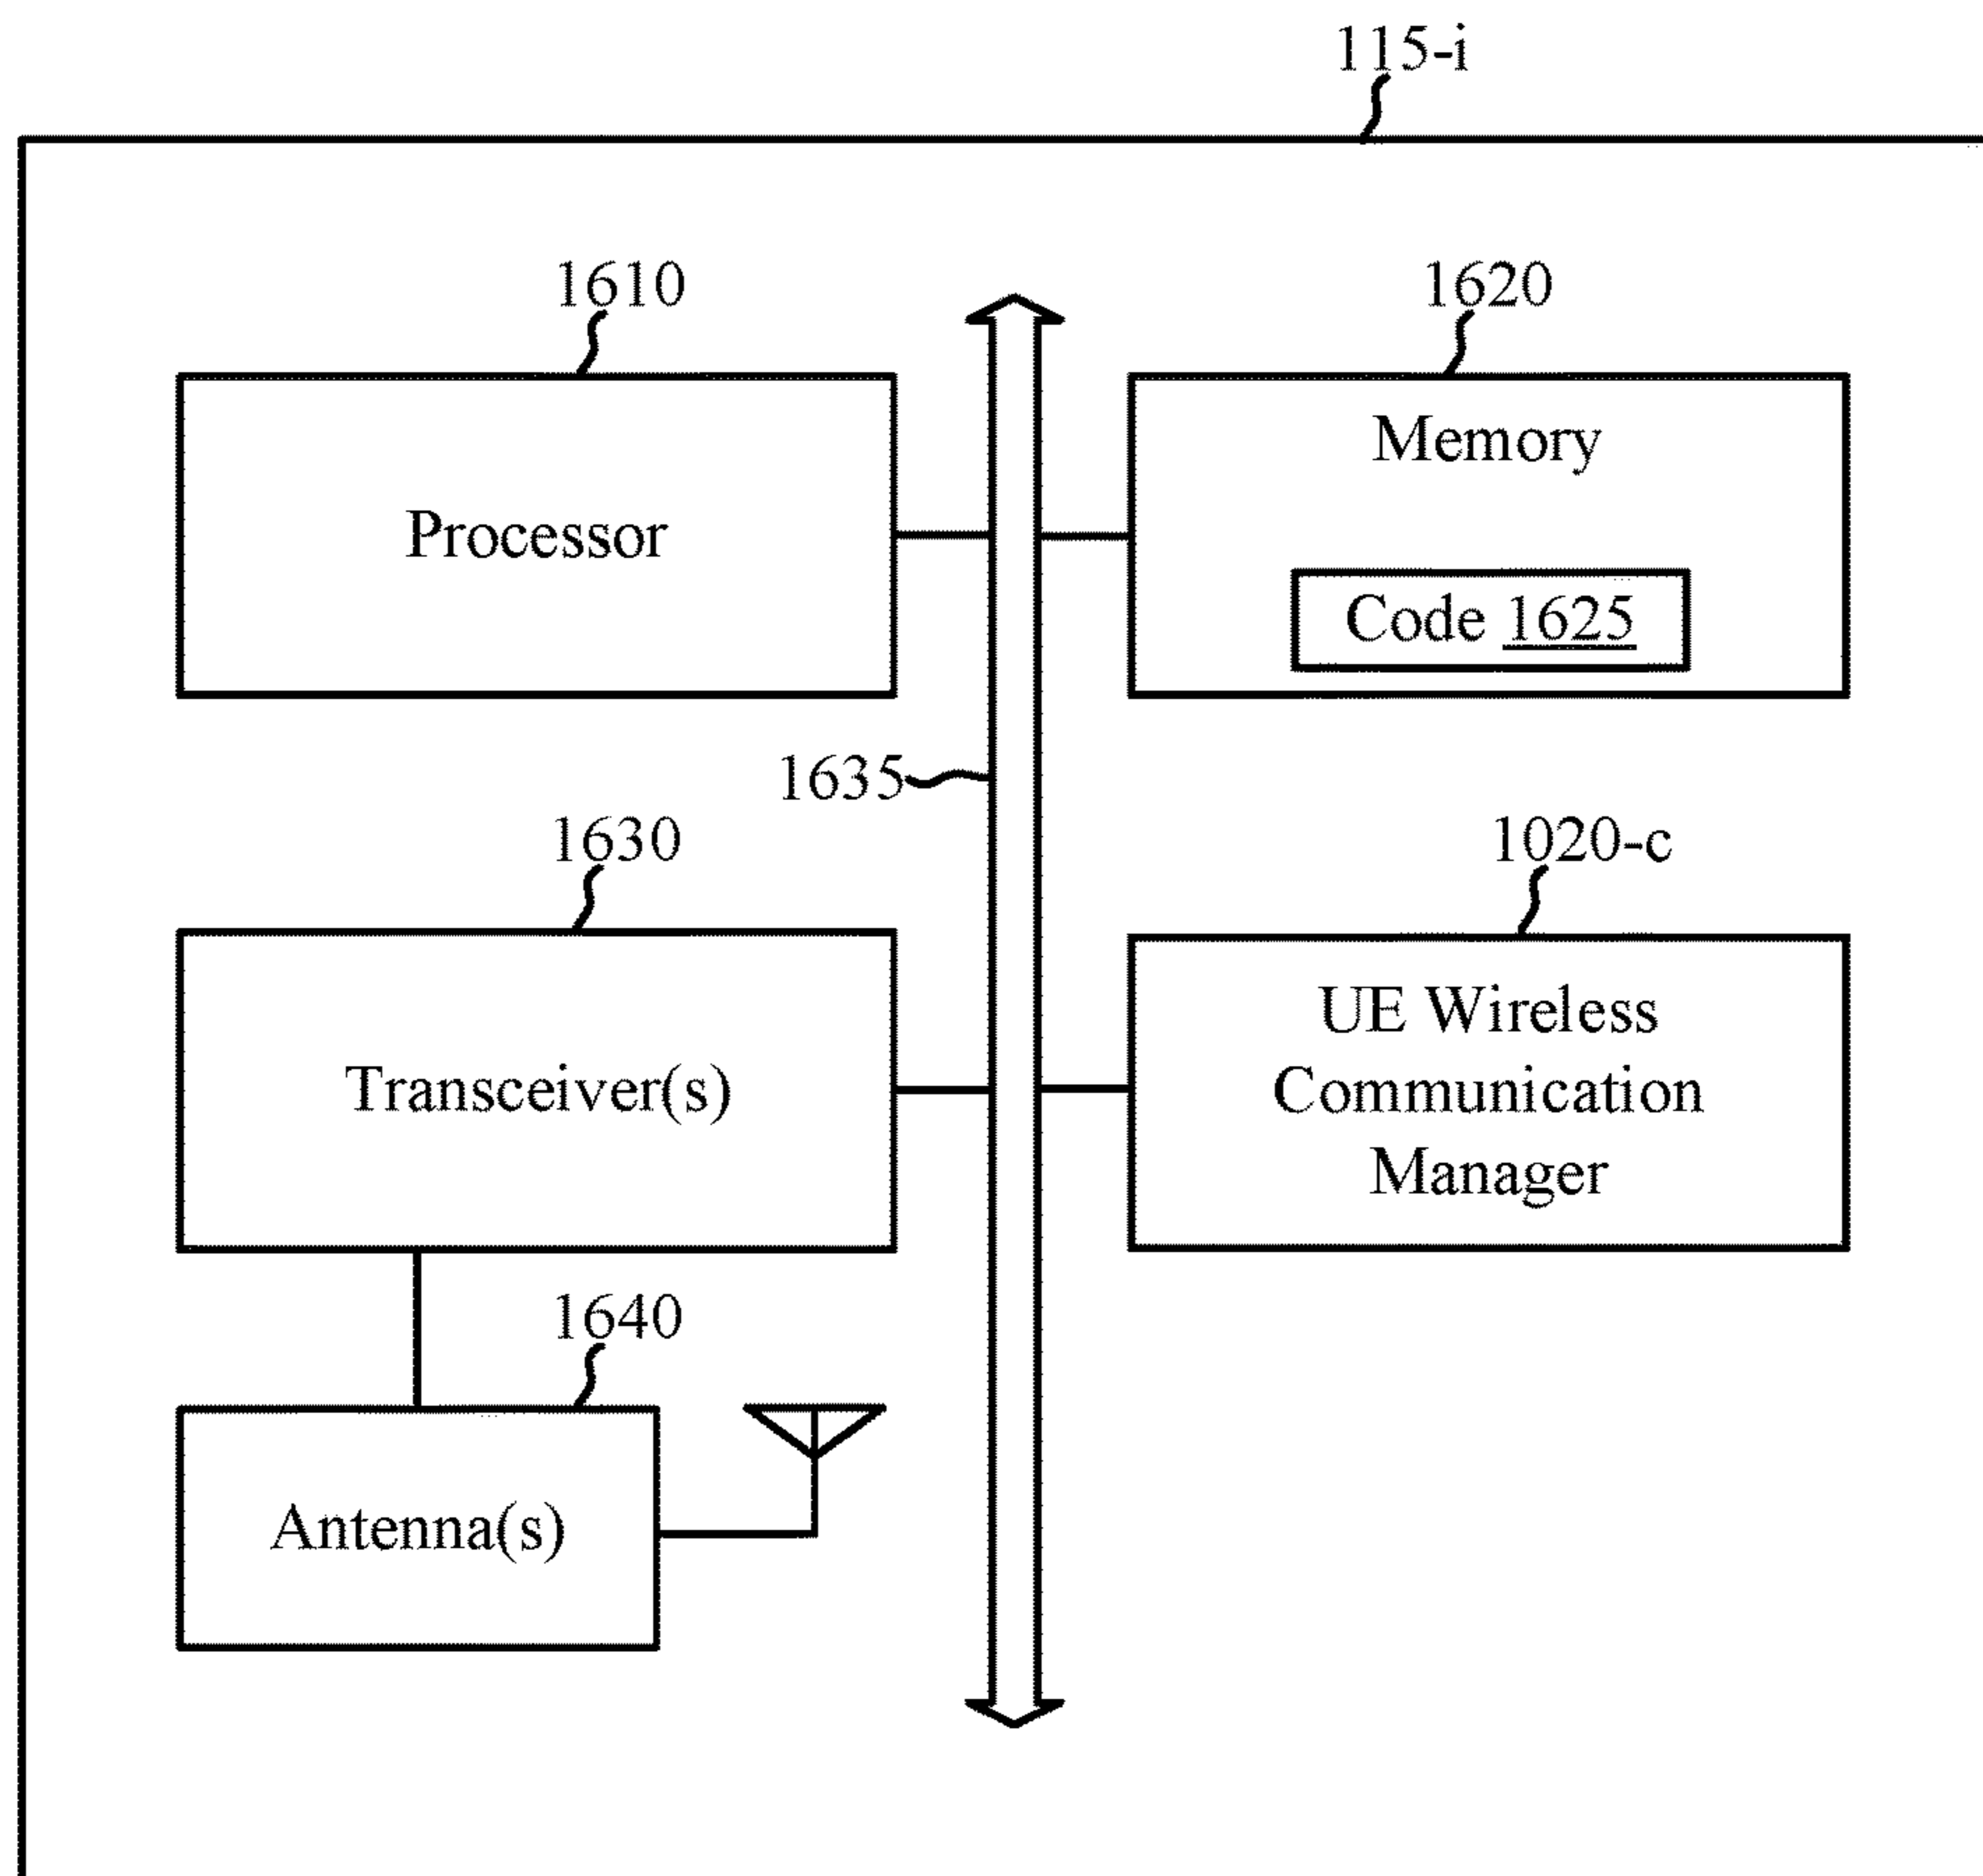 115-i
1610
1620
Processor
Memory
Code 1625
1635
1630
1020-c
Transceiver(s)
UE Wireless
Communication
Manager
1640
Antenna(s)